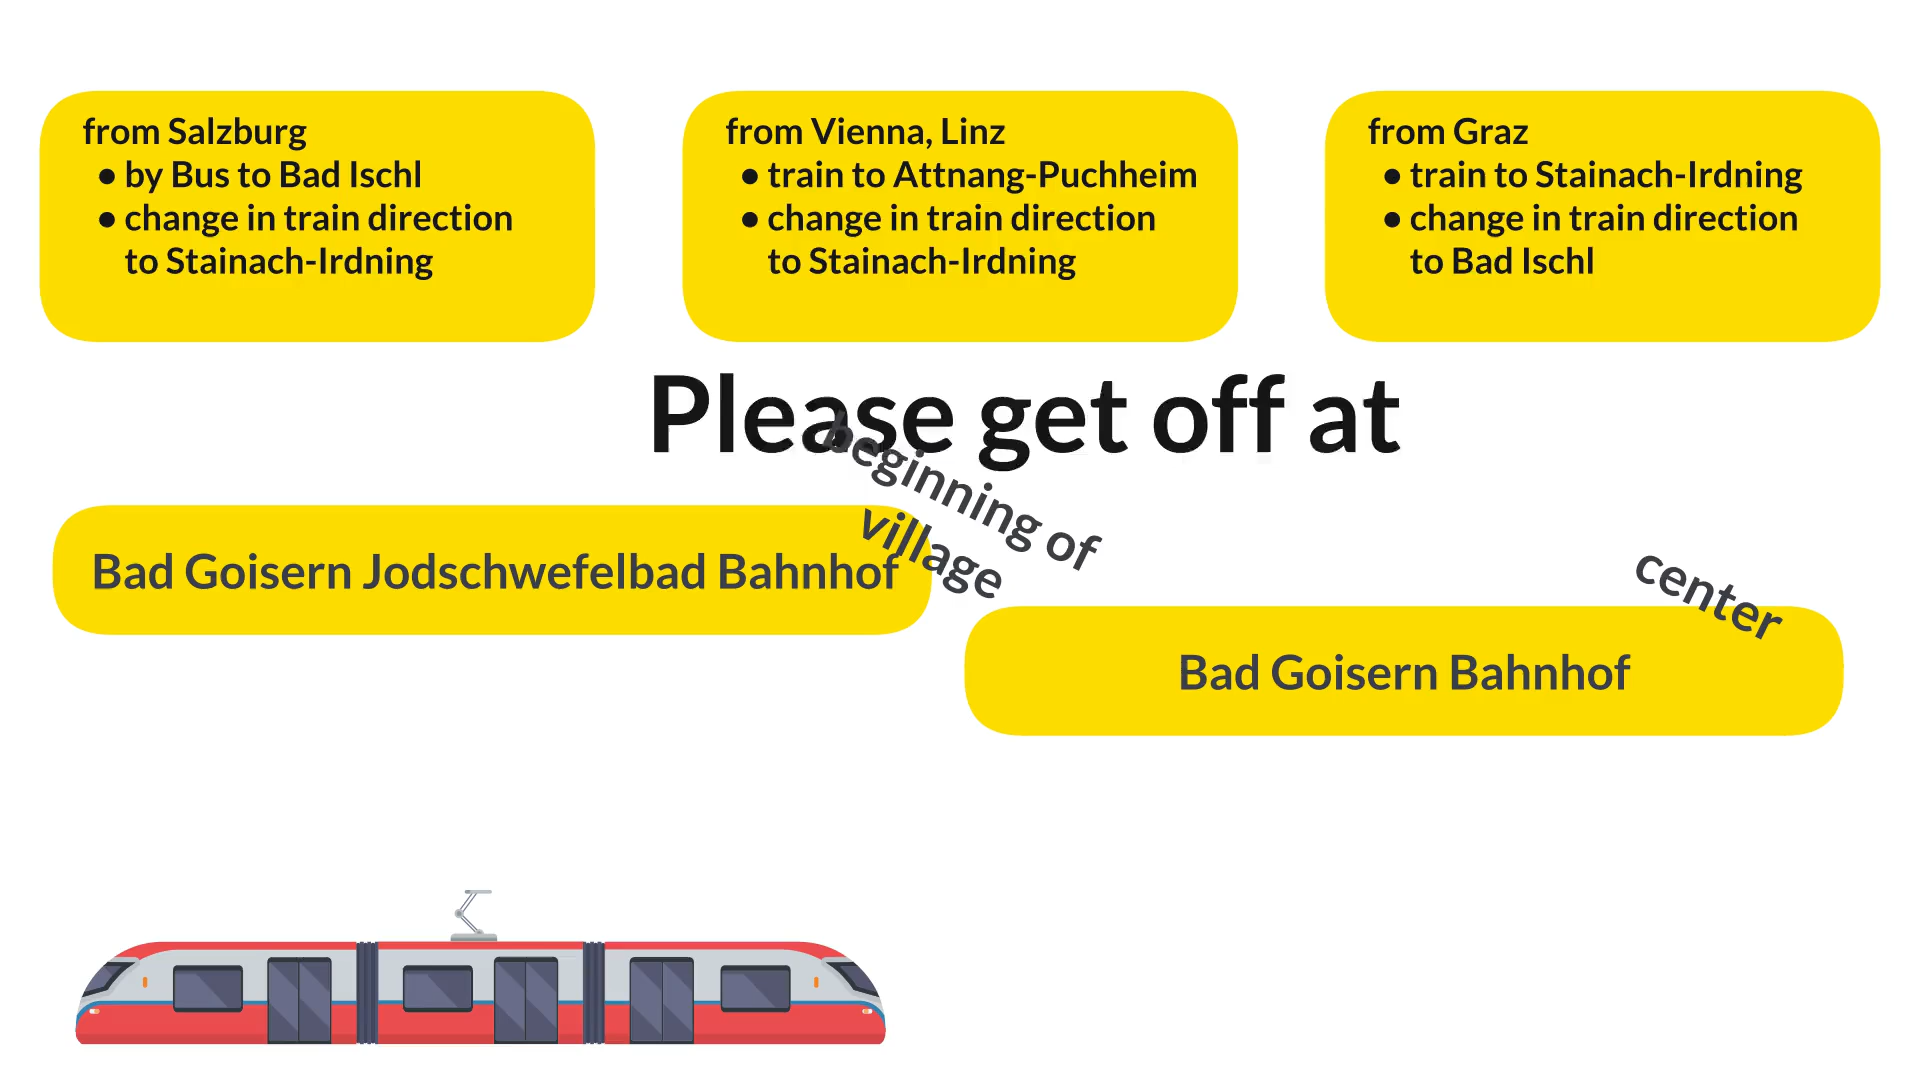 from Salzburg
● by Bus to Bad Ischl
● change in train direction
to Stainach-Irdning
from Vienna, Linz
● train to Attnang-Puchheim
● change in train direction
to Stainach-Irdning
from Graz
● train to Stainach-Irdning
● change in train direction
to Bad Ischl
Please get off at
beginning of
village
Bad Goisern Jodschwefelbad Bahnhof
center
Bad Goisern Bahnhof